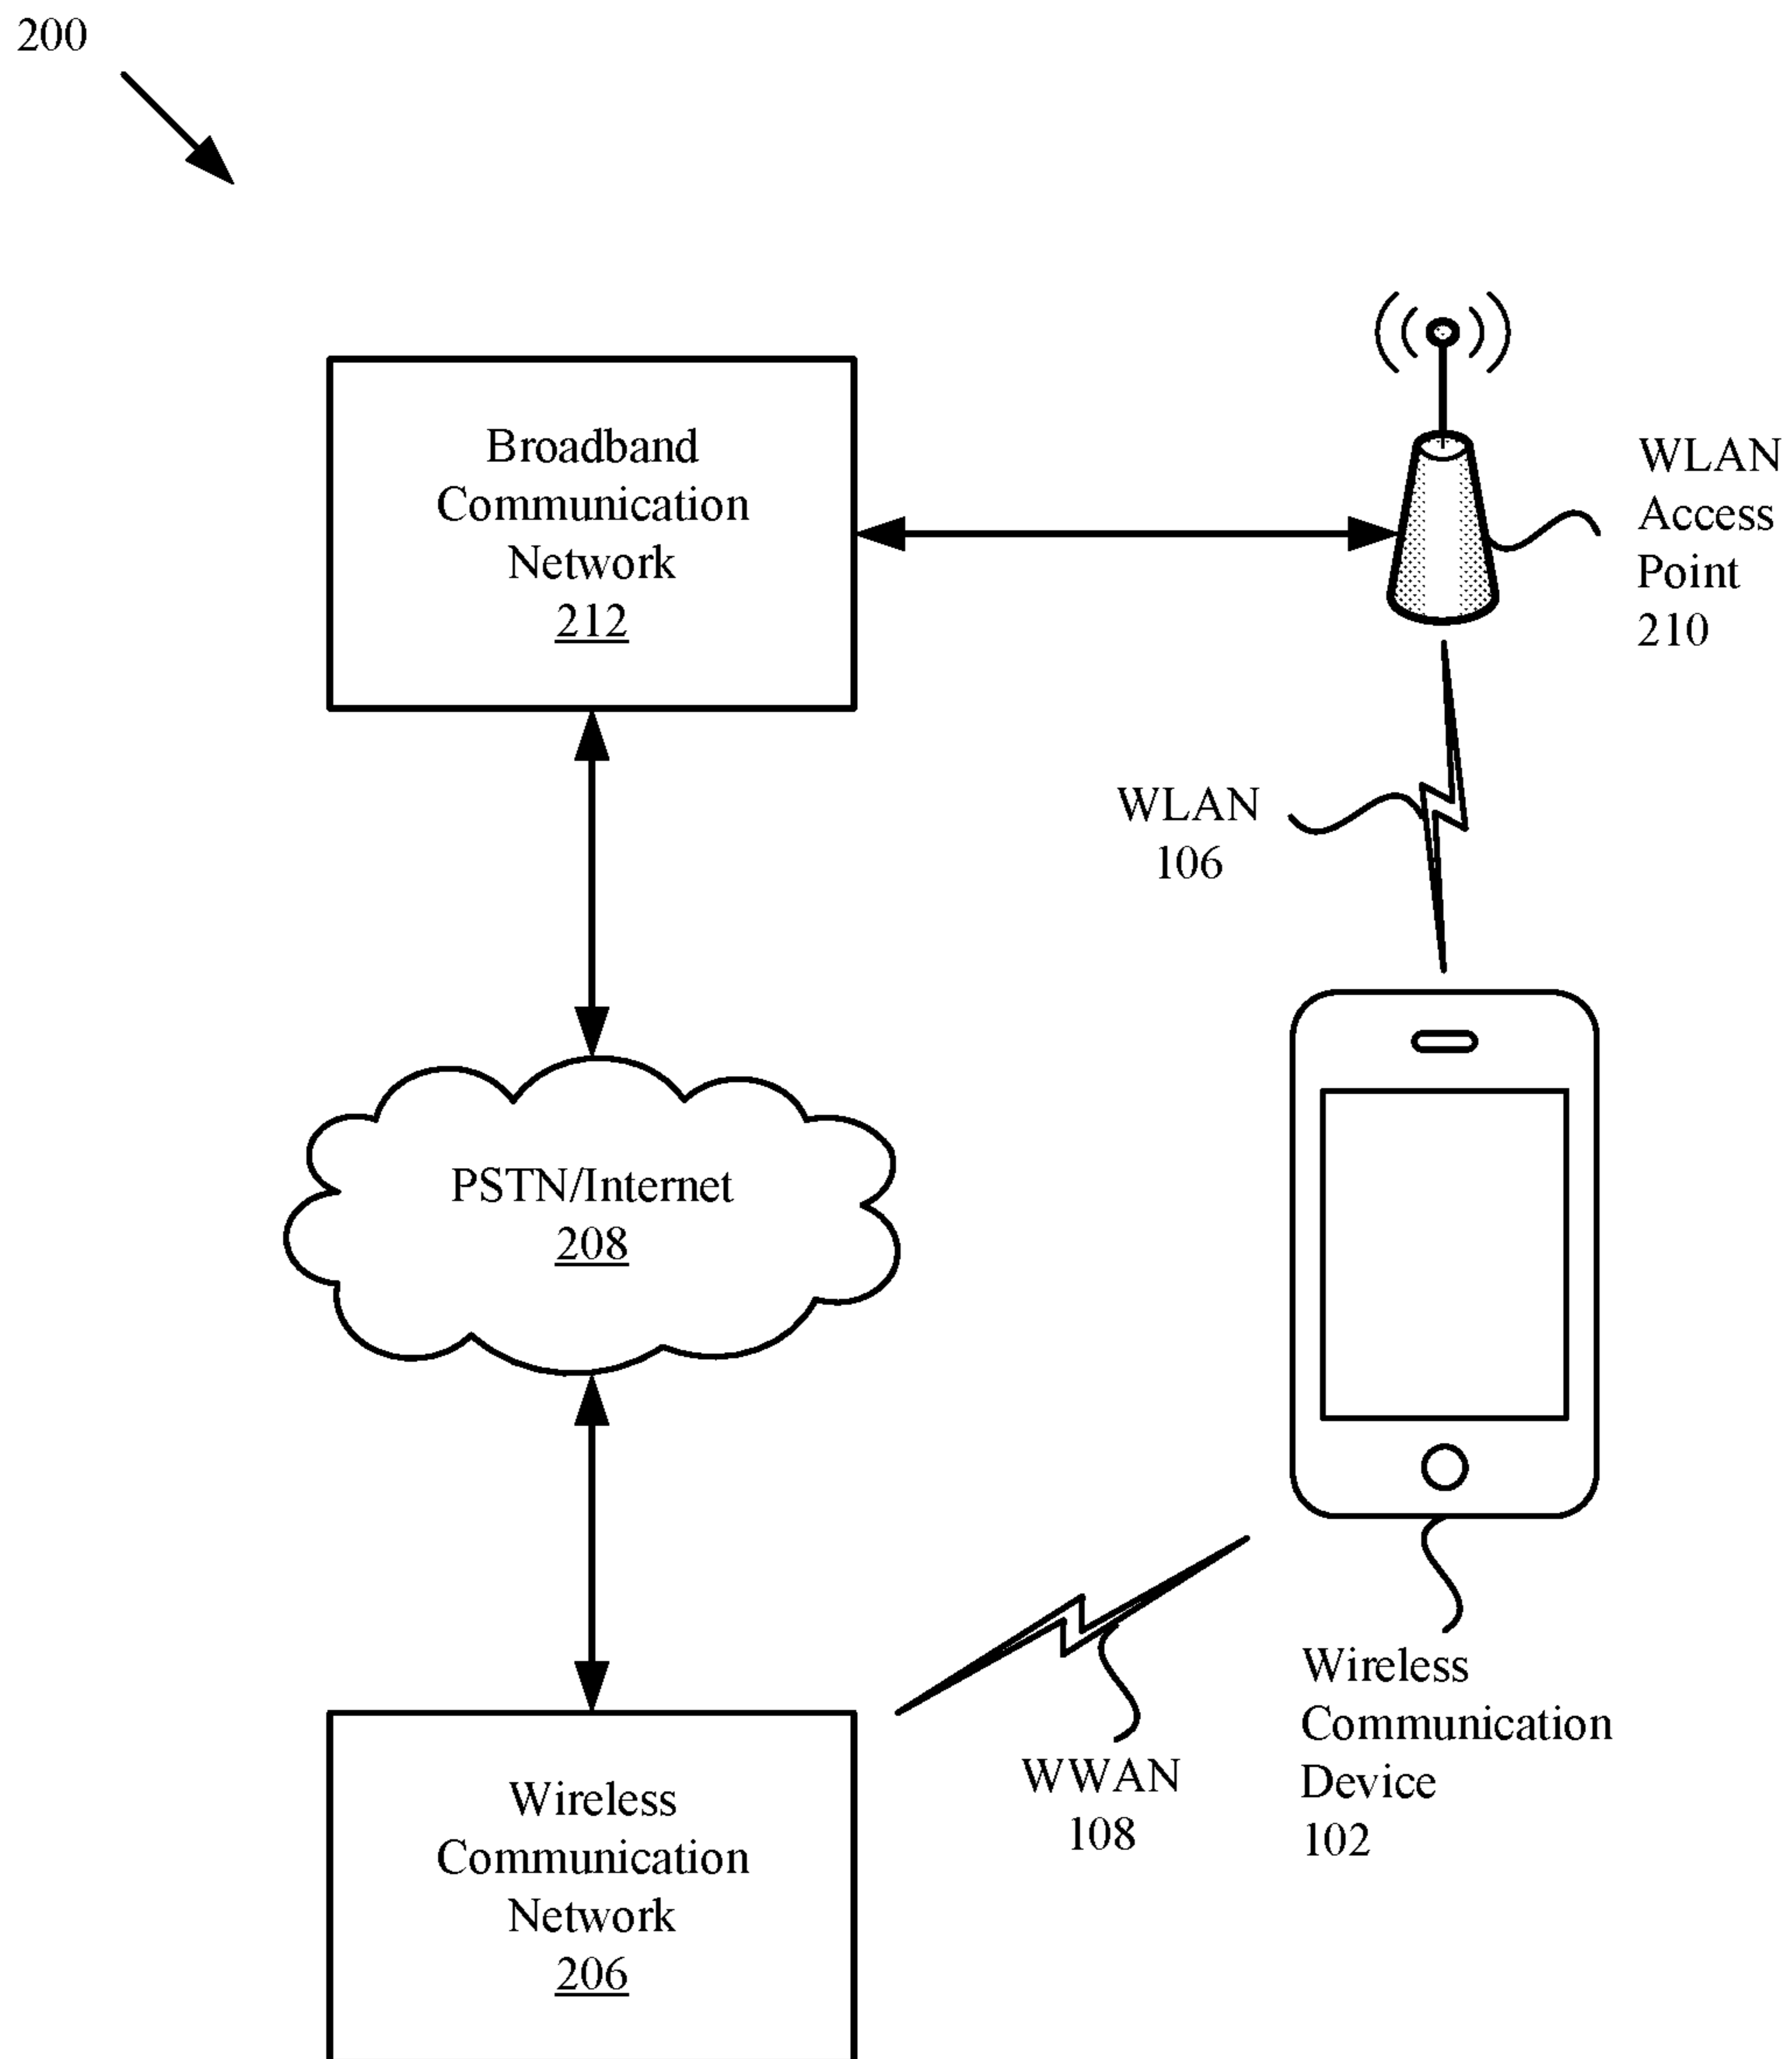 200
Broadband
Communication
Network
212
WLAN
Access
Point
210
WLAN
106
PSTN/Internet
208
Wireless
Communication
Device
102
WWAN
108
Wireless
Communication
Network
206